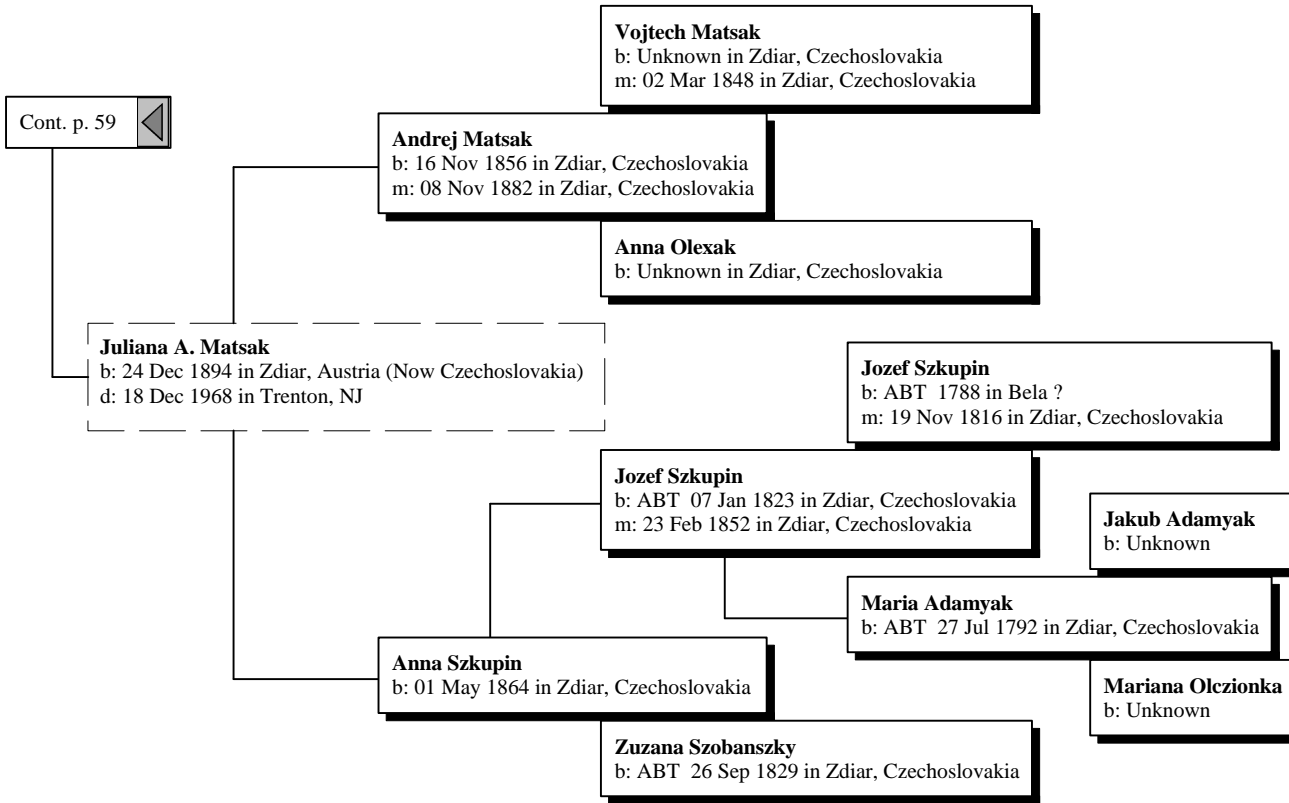 Vojtech Matsak
b: Unknown in Zdiar, Czechoslovakia
m: 02 Mar 1848 in Zdiar, Czechoslovakia
Cont. p. 59
Andrej Matsak
b: 16 Nov 1856 in Zdiar, Czechoslovakia
m: 08 Nov 1882 in Zdiar, Czechoslovakia
Anna Olexak
b: Unknown in Zdiar, Czechoslovakia
Juliana A. Matsak
b: 24 Dec 1894 in Zdiar, Austria (Now Czechoslovakia)
d: 18 Dec 1968 in Trenton, NJ
Jozef Szkupin
b: ABT 1788 in Bela ?
m: 19 Nov 1816 in Zdiar, Czechoslovakia
Jozef Szkupin
b: ABT 07 Jan 1823 in Zdiar, Czechoslovakia
m: 23 Feb 1852 in Zdiar, Czechoslovakia
Jakub Adamyak
b: Unknown
Maria Adamyak
b: ABT 27 Jul 1792 in Zdiar, Czechoslovakia
Anna Szkupin
b: 01 May 1864 in Zdiar, Czechoslovakia
Mariana Olczionka
b: Unknown
Zuzana Szobanszky
b: ABT 26 Sep 1829 in Zdiar, Czechoslovakia